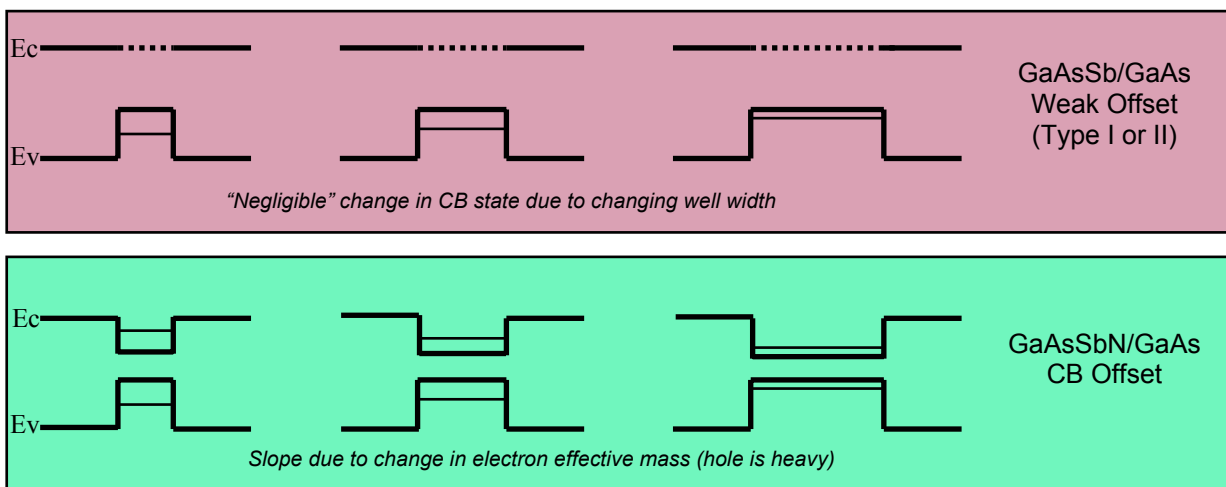 Ec
GaAsSb/GaAs
Weak Offset
(Type I or II)
Ev
“Negligible” change in CB state due to changing well width
Ec
GaAsSbN/GaAs
CB Offset
Ev
Slope due to change in electron effective mass (hole is heavy)